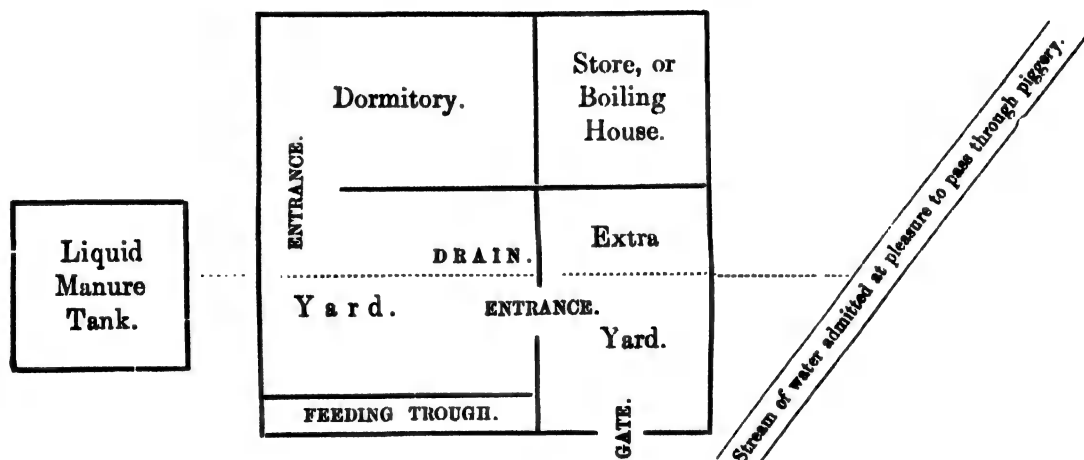 Dormitory.
Store, or
Boiling
House.
ENTRANCE.
Liquid
Manure
Tank.
DRAIN.
Extra
Yard.
ENTRANCE.
Yard.
FEEDING TROUGH.
GATE.
Stream of water admitted at pleasure to pass through piggery.